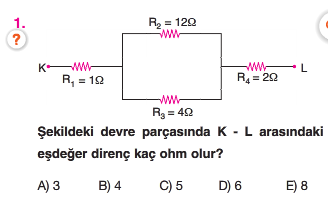 1.
?
R₂ = 12Ω
K
L
R₁ = 1Ω
R₄ = 2Ω
R₃ = 4Ω
Şekildeki devre parçasında K - L arasındaki
eşdeğer direnç kaç ohm olur?
A) 3 B) 4 C) 5 D) 6 E) 8